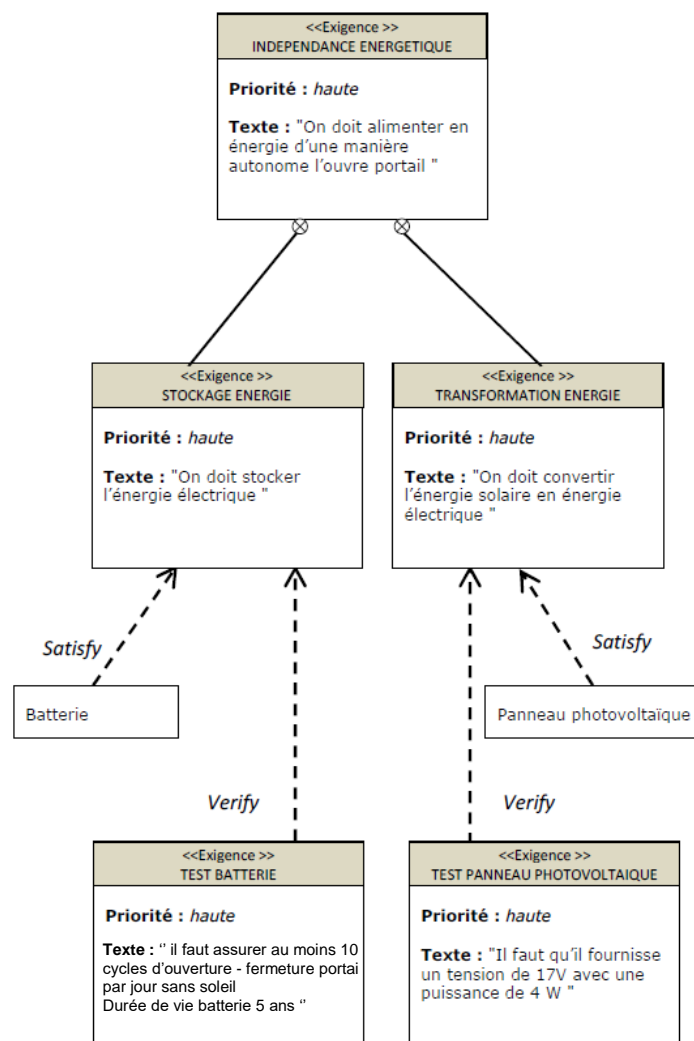 <<Exigence >>
INDEPENDANCE ENERGETIQUE
Priorité : haute
Texte : "On doit alimenter en
énergie d'une manière
autonome l'ouvre portail "
<<Exigence >>
STOCKAGE ENERGIE
Priorité : haute
Texte : "On doit stocker
l'énergie électrique "
<<Exigence >>
TRANSFORMATION ENERGIE
Priorité : haute
Texte : "On doit convertir
l'énergie solaire en énergie
électrique "
Satisfy
Satisfy
Batterie
Panneau photovoltaïque
Verify
Verify
<<Exigence >>
TEST BATTERIE
Priorité : haute
Texte : '' il faut assurer au moins 10
cycles d'ouverture - fermeture portai
par jour sans soleil
Durée de vie batterie 5 ans ''
<<Exigence >>
TEST PANNEAU PHOTOVOLTAIQUE
Priorité : haute
Texte : "Il faut qu'il fournisse
un tension de 17V avec une
puissance de 4 W "